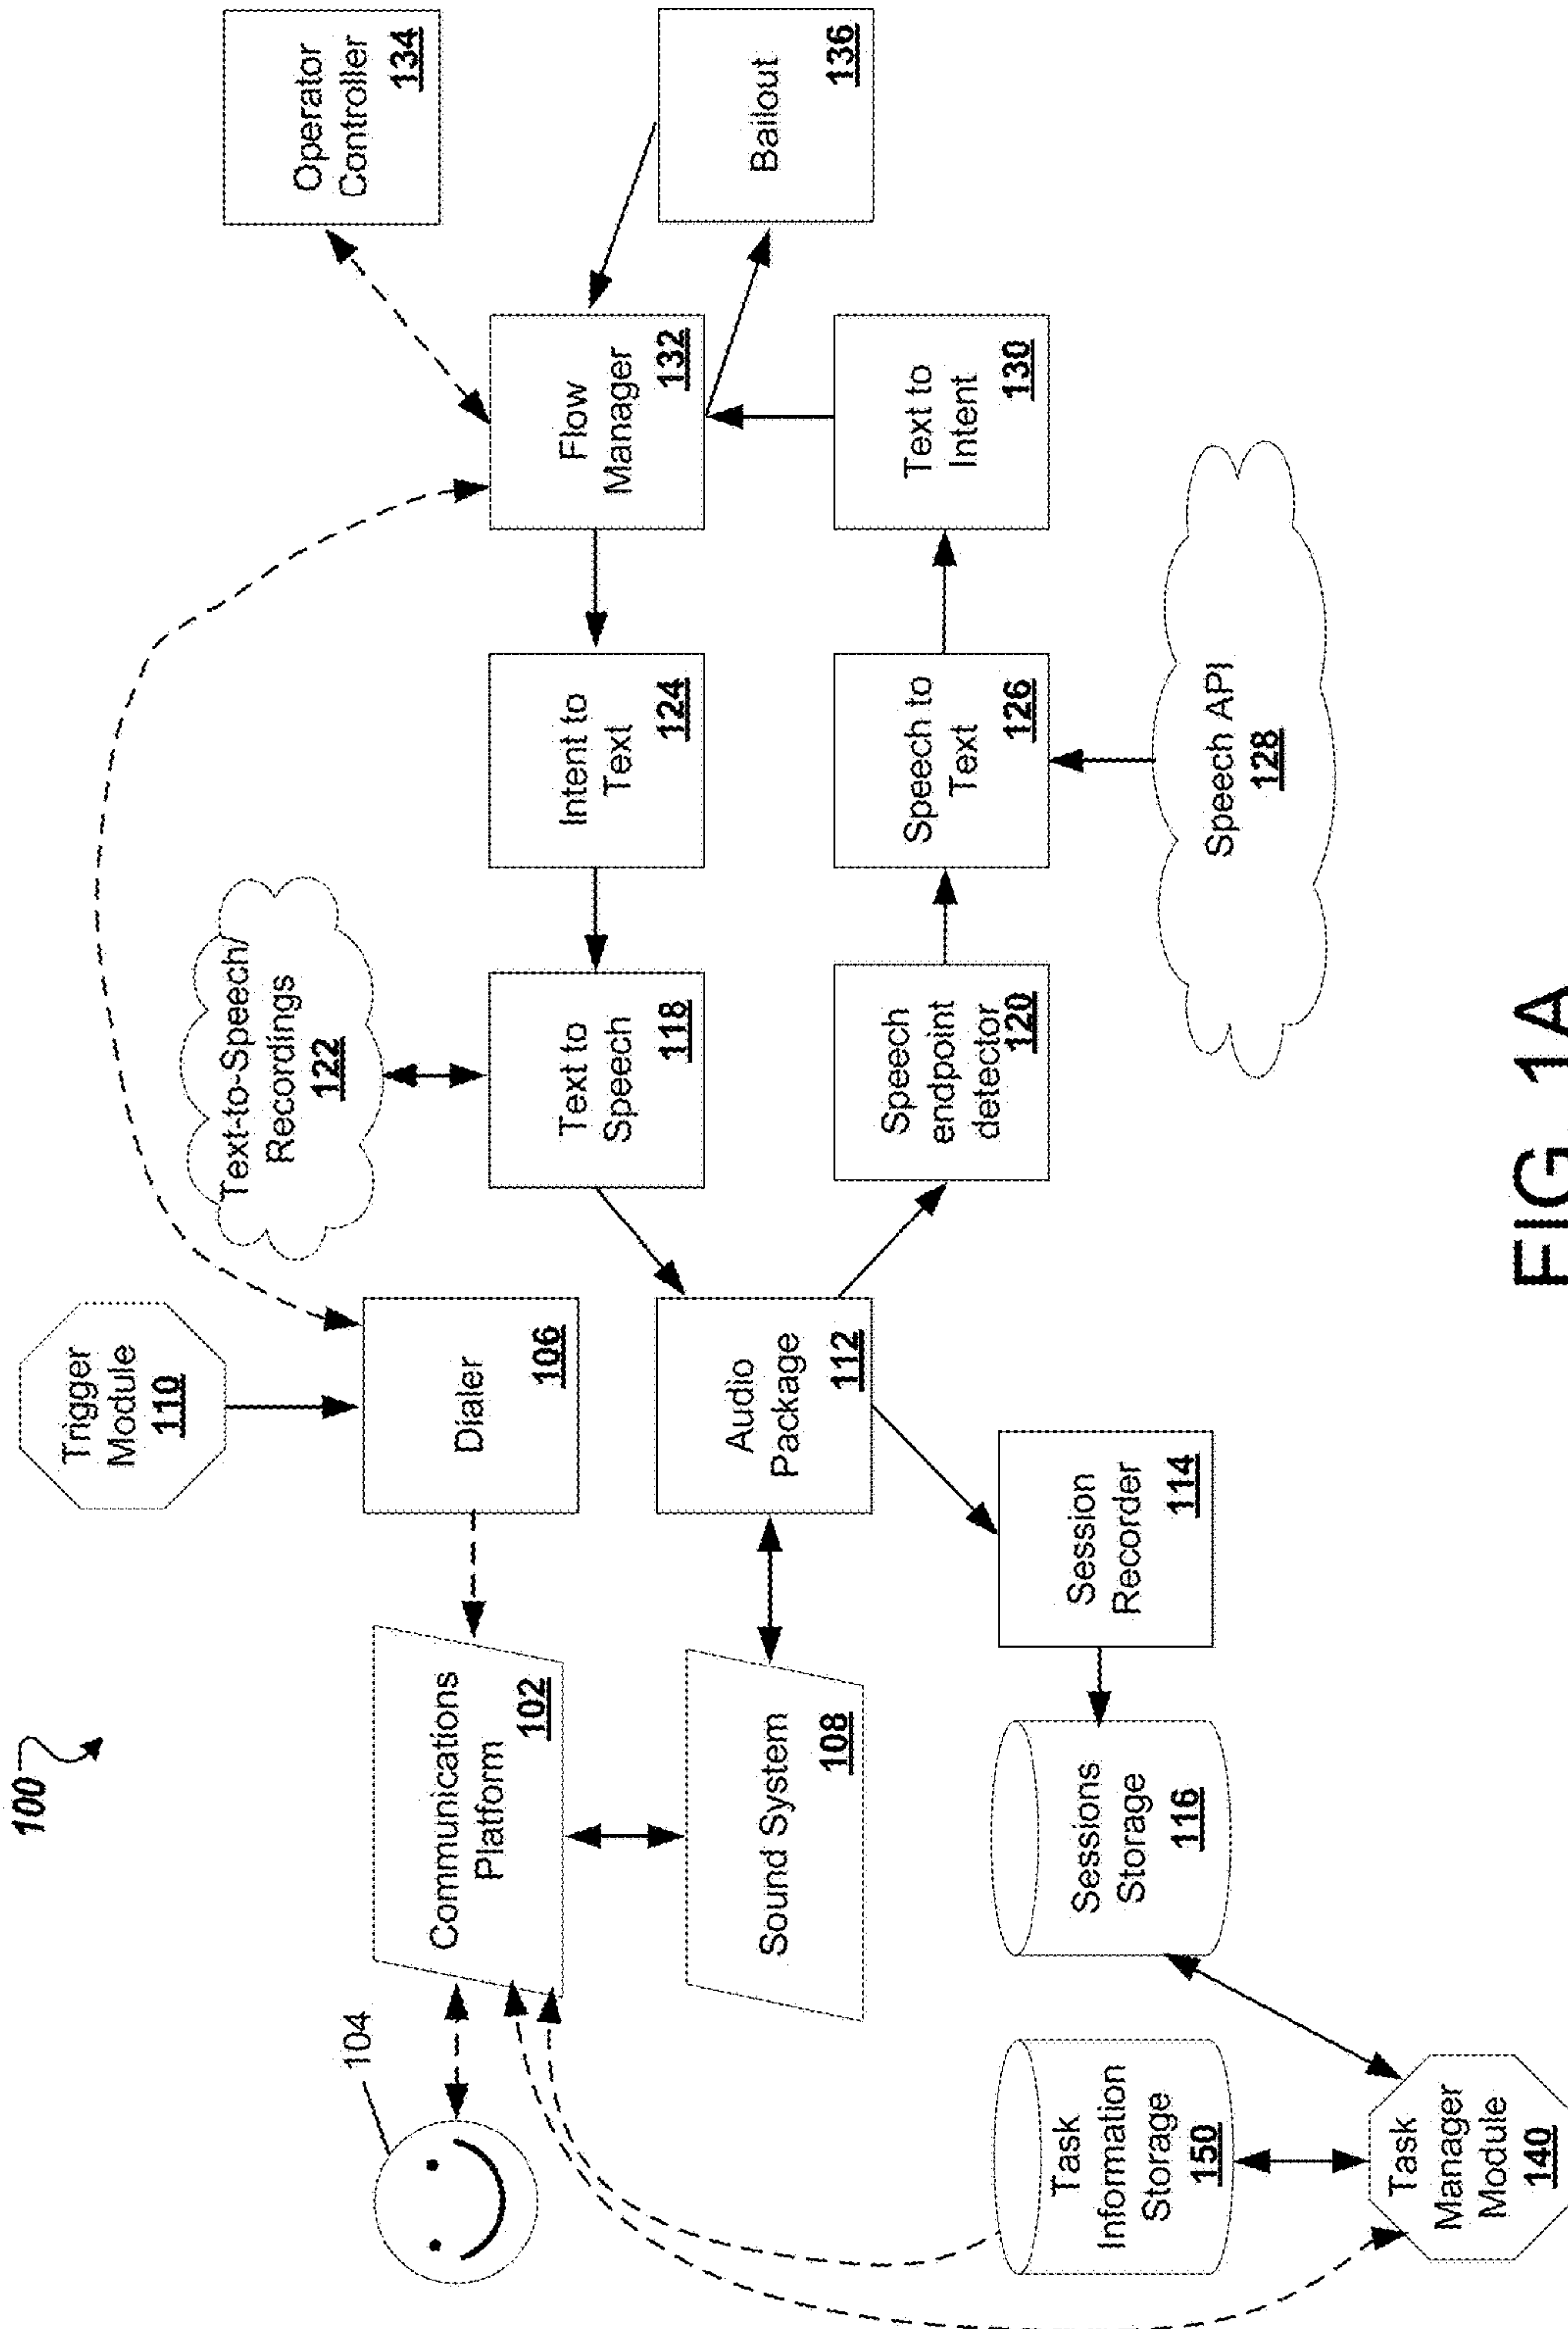 100
Trigger
Module
110
Operator
Controller
134
Text-to-Speech/
Recordings
122
104
Communications
Platform
102
Dialer
106
Text to
Speech
118
Intent to
Text
124
Flow
Manager
132
Bailout
136
Sound System
108
Audio
Package
112
Speech
endpoint
detector
120
Speech to
Text
126
Text to
Intent
130
Task
Information
Storage
150
Sessions
Storage
116
Session
Recorder
114
Speech API
128
Task
Manager
Module
140
FIG. 1A